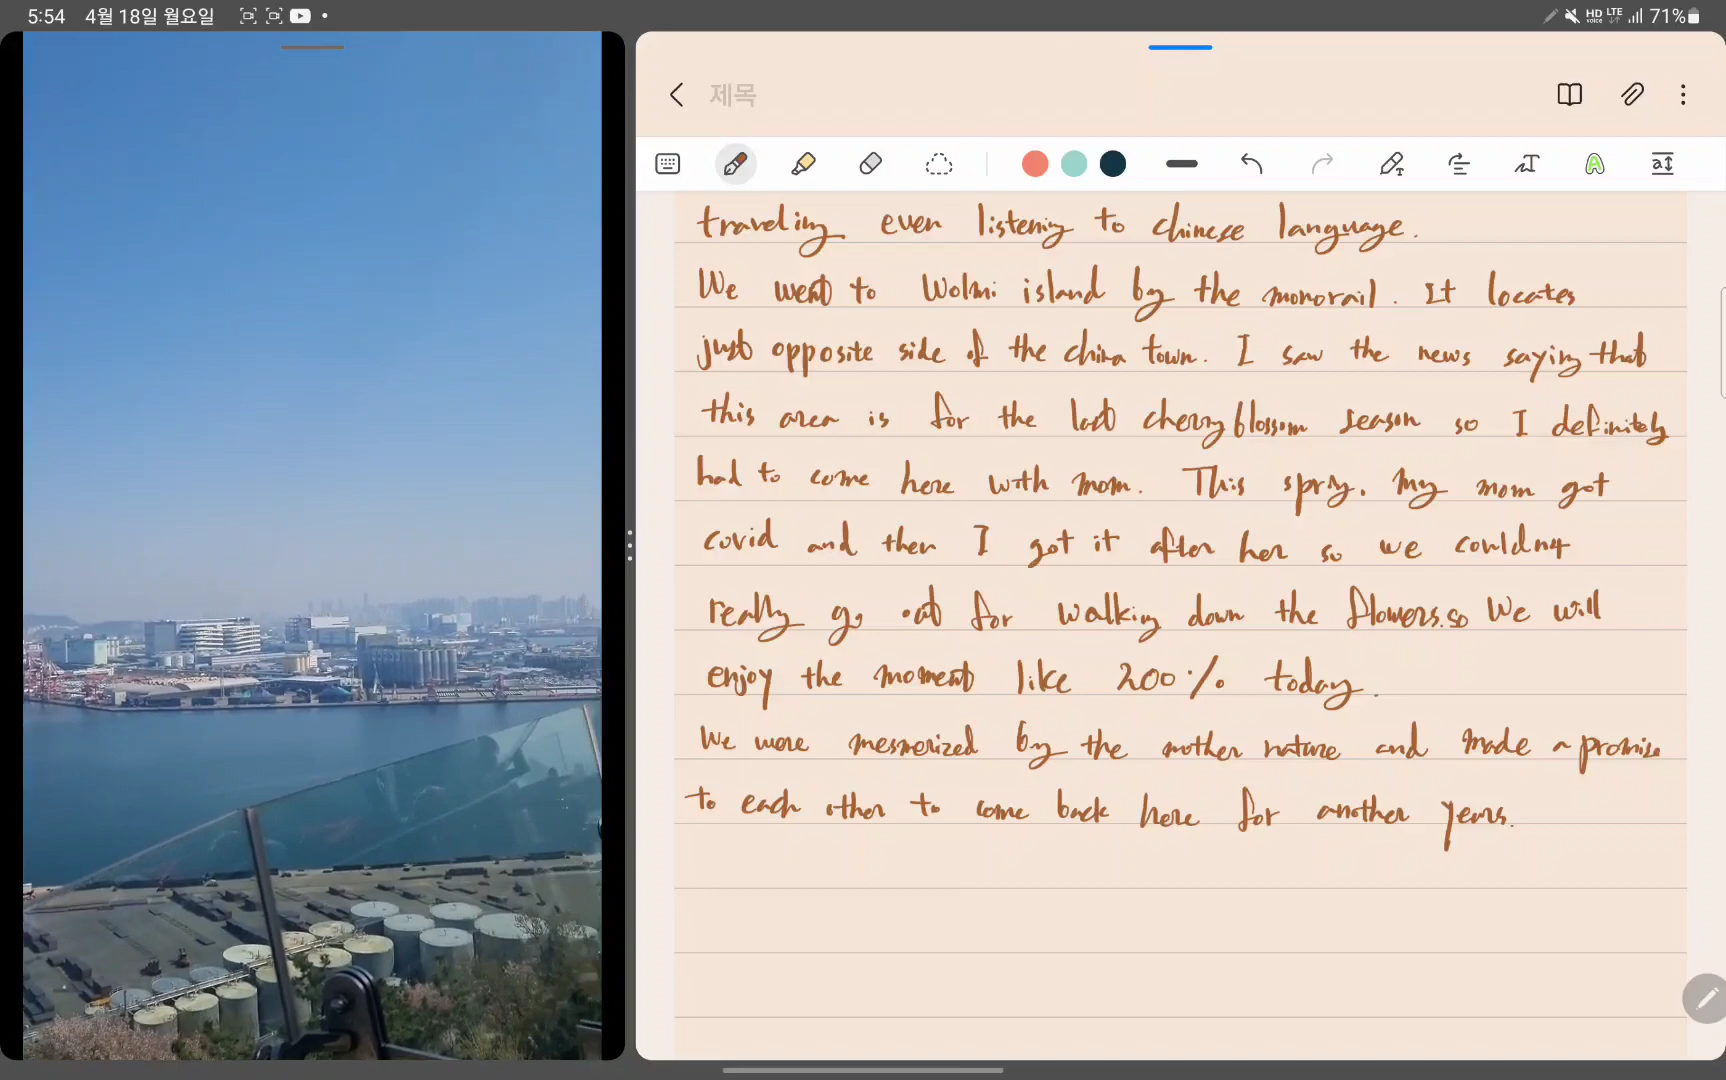 5:54 4월 18일 월요일
HD voice LTE 71%
제목
traveling even listening to chinese language.
We went to Wolmi island by the monorail. It locates
just opposite side of the china town. I saw the news saying that
this area is for the last cherry blossom season so I definitely
had to come here with mom. This spring, my mom got
covid and then I got it after her so we couldn't
really go out for walking down the flowers.so We will
enjoy the moment like 200% today.
We were mesmerized by the mother nature and made a promise
to each other to come back here for another years.